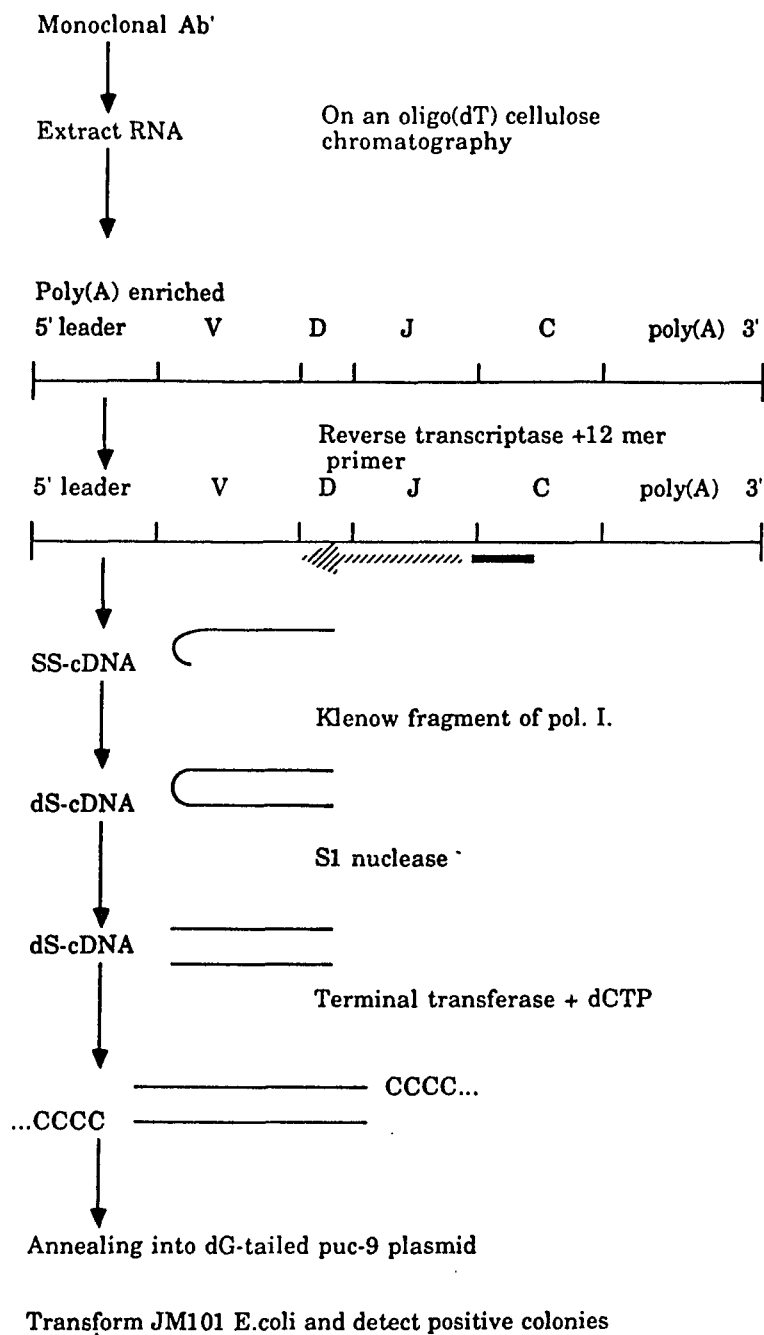 Monoclonal Ab'
Extract RNA
On an oligo(dT) cellulose
chromatography
Poly(A) enriched
5' leader V D J C poly(A) 3'
Reverse transcriptase +12 mer
primer
5' leader V D J C poly(A) 3'
SS-cDNA
Klenow fragment of pol. I.
dS-cDNA
S1 nuclease
dS-cDNA
Terminal transferase + dCTP
CCCC...
...CCCC
Annealing into dG-tailed puc-9 plasmid
Transform JM101 E.coli and detect positive colonies